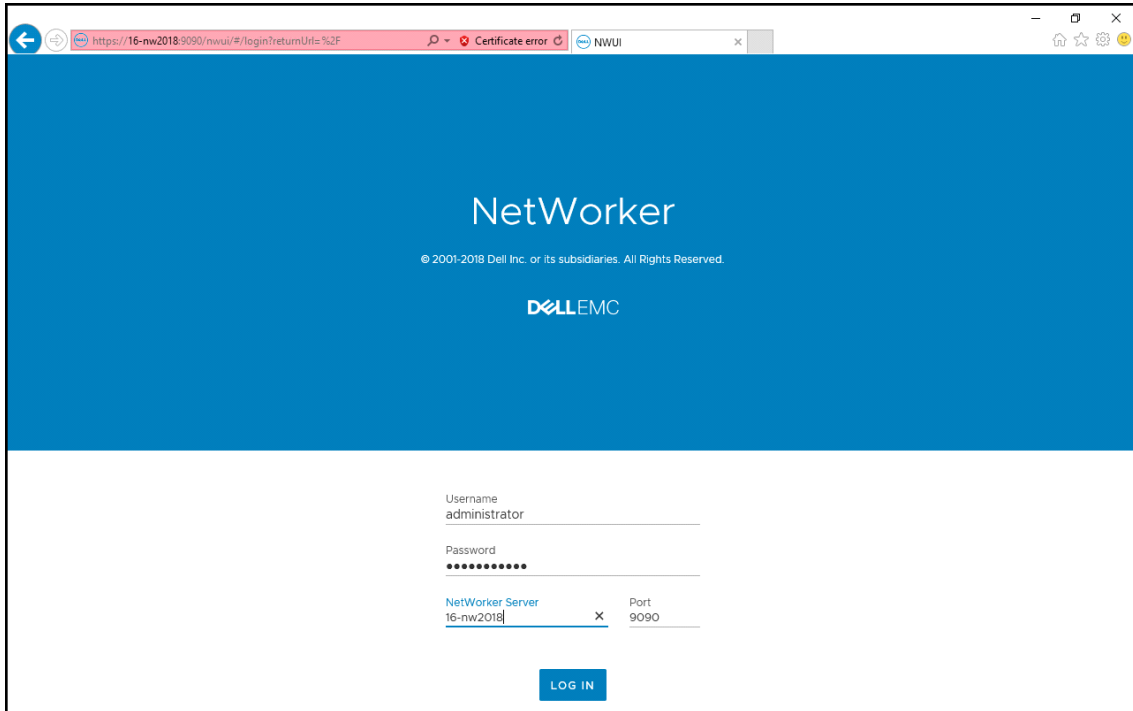 https://16-nw2018:9090/nwui/#/login?returnUrl=%2F
Certificate error
NWUI
NetWorker
© 2001-2018 Dell Inc. or its subsidiaries. All Rights Reserved.
DELLEMC
Username
administrator
Password
•••••••••••
NetWorker Server Port
16-nw2018 9090
LOG IN